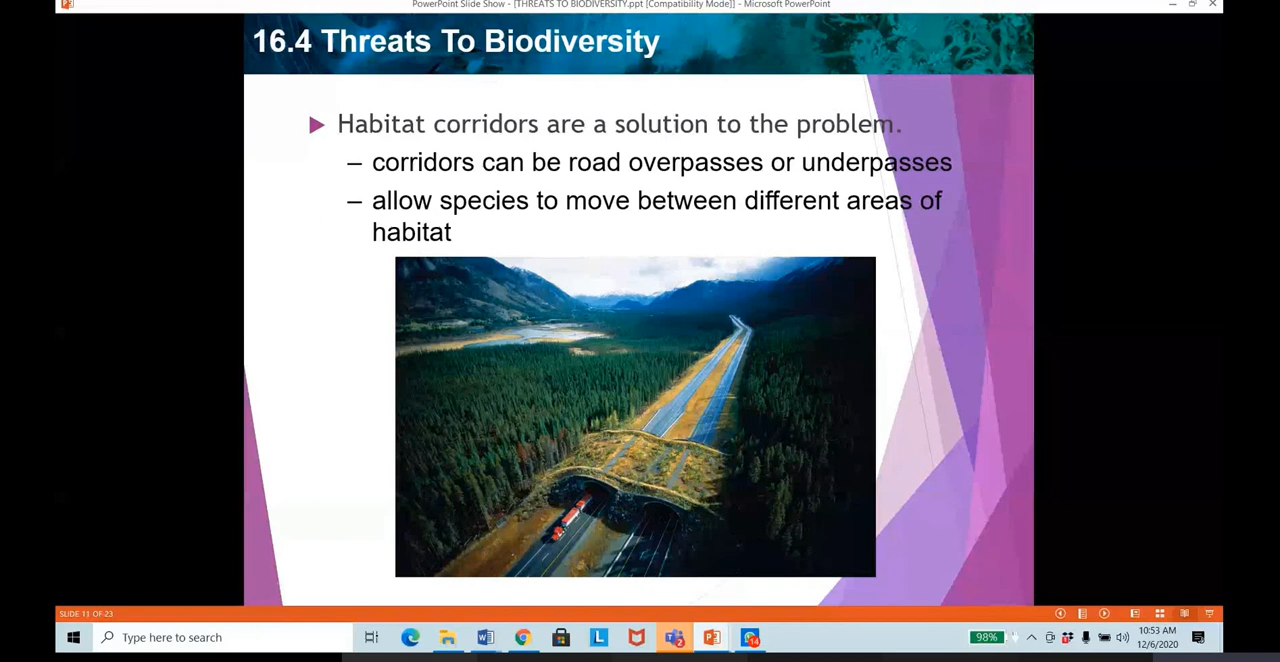 PowerPoint Slide Show - [THREATS TO BIODIVERSITY.ppt [Compatibility Mode]] - Microsoft PowerPoint
16.4 Threats To Biodiversity
Habitat corridors are a solution to the problem.
– corridors can be road overpasses or underpasses
– allow species to move between different areas of
habitat
SLIDE 11 OF 23
Type here to search
L
2
14
98%
10:53 AM
12/6/2020